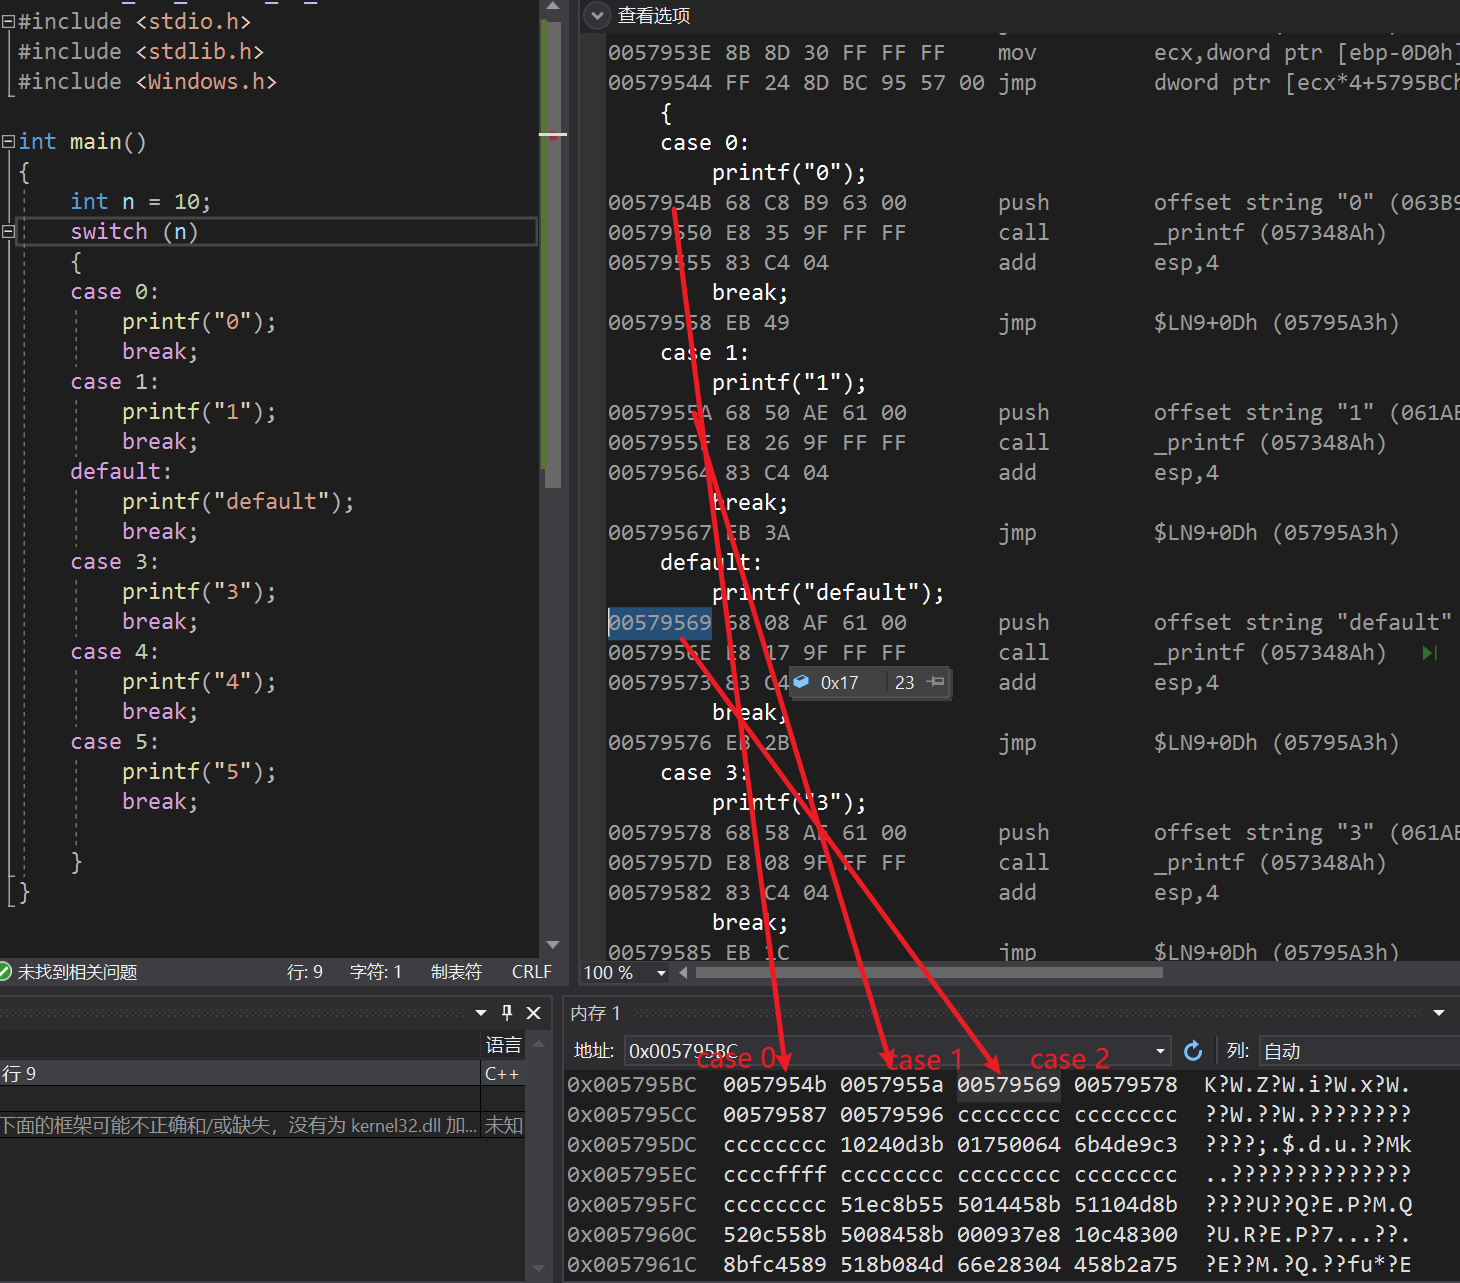 #include <stdio.h>
#include <stdlib.h>
#include <Windows.h>
int main()
{
int n = 10;
switch (n)
{
case 0:
printf("0");
break;
case 1:
printf("1");
break;
default:
printf("default");
break;
case 3:
printf("3");
break;
case 4:
printf("4");
break;
case 5:
printf("5");
break;
}
}
未找到相关问题 行: 9 字符: 1 制表符 CRLF
查看选项
0057953E 8B 8D 30 FF FF FF mov ecx,dword ptr [ebp-0D0h]
00579544 FF 24 8D BC 95 57 00 jmp dword ptr [ecx*4+5795BCh
{
case 0:
printf("0");
0057954B 68 C8 B9 63 00 push offset string "0" (063B9
00579550 E8 35 9F FF FF call _printf (057348Ah)
00579555 83 C4 04 add esp,4
break;
00579558 EB 49 jmp $LN9+0Dh (05795A3h)
case 1:
printf("1");
0057955A 68 50 AE 61 00 push offset string "1" (061AE
0057955F E8 26 9F FF FF call _printf (057348Ah)
00579564 83 C4 04 add esp,4
break;
00579567 EB 3A jmp $LN9+0Dh (05795A3h)
default:
printf("default");
00579569 68 08 AF 61 00 push offset string "default"
0057956E E8 17 9F FF FF call _printf (057348Ah)
00579573 83 C4 add esp,4
0x17 23
break;
00579576 EB 2B jmp $LN9+0Dh (05795A3h)
case 3:
printf("3");
00579578 68 58 AE 61 00 push offset string "3" (061AE
0057957D E8 08 9F FF FF call _printf (057348Ah)
00579582 83 C4 04 add esp,4
break;
00579585 EB 1C jmp $LN9+0Dh (05795A3h)
100 %
语言
行 9 C++
下面的框架可能不正确和/或缺失，没有为 kernel32.dll 加... 未知
内存 1
地址: 0x005795BC 列: 自动
case 0 case 1 case 2
0x005795BC 0057954b 0057955a 00579569 00579578 K?W.Z?W.i?W.x?W.
0x005795CC 00579587 00579596 cccccccc cccccccc ??W.??W.????????
0x005795DC cccccccc 10240d3b 01750064 6b4de9c3 ????;.$.d.u.??Mk
0x005795EC ccccffff cccccccc cccccccc cccccccc ..??????????????
0x005795FC cccccccc 51ec8b55 5014458b 51104d8b ????U??Q?E.P?M.Q
0x0057960C 520c558b 5008458b 000937e8 10c48300 ?U.R?E.P?7...??.
0x0057961C 8bfc4589 518b084d 66e28304 458b2a75 ?E??M.?Q.??fu*?E